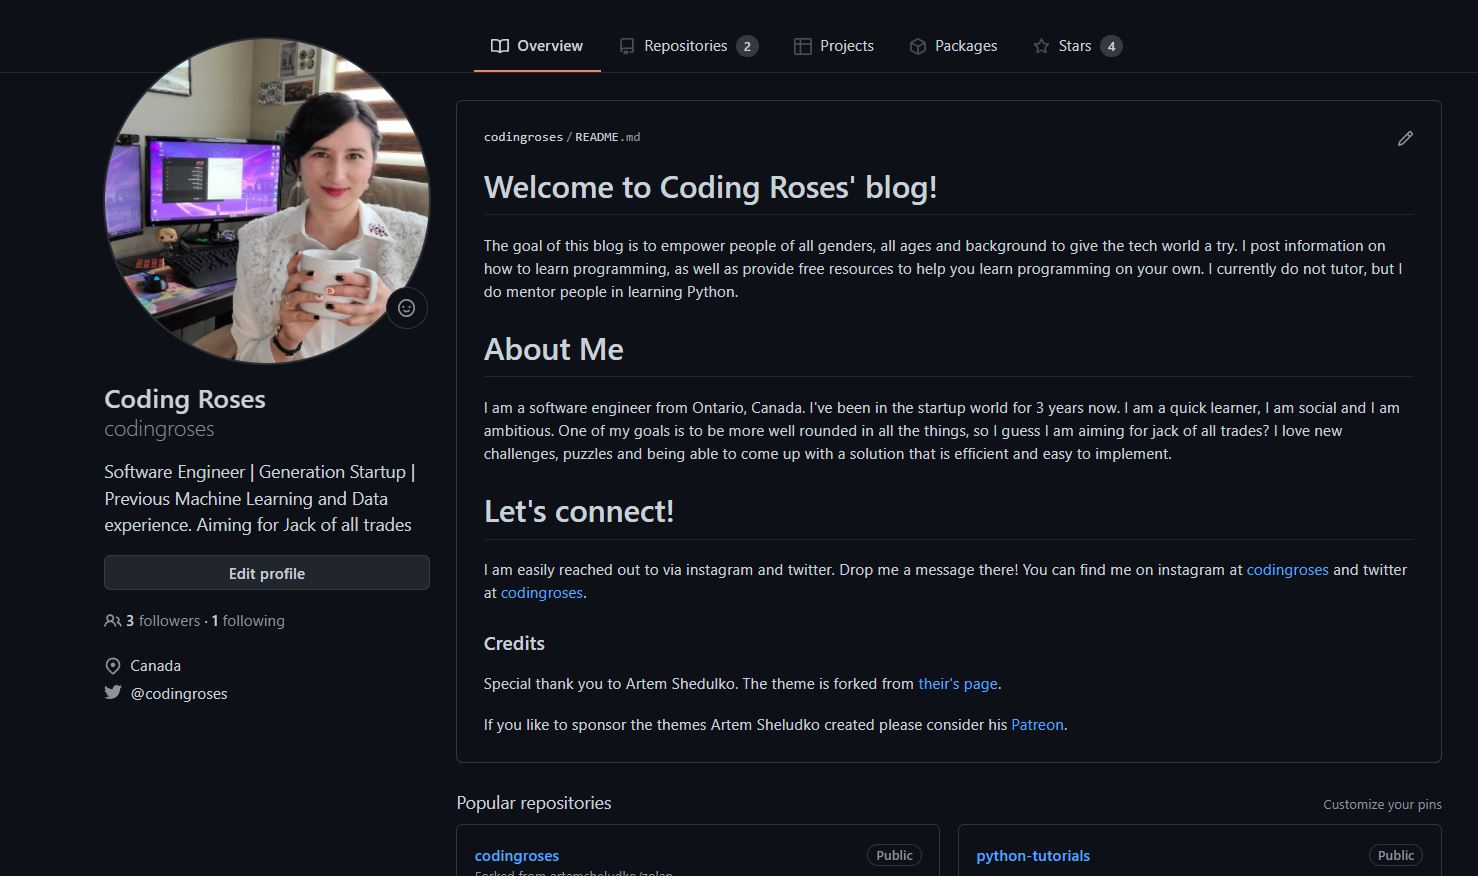 Overview
Repositories 2
Projects
Packages
Stars 4
codingroses/README.md
Welcome to Coding Roses' blog!
The goal of this blog is to empower people of all genders, all ages and background to give the tech world a try. I post information on
how to learn programming, as well as provide free resources to help you learn programming on your own. I currently do not tutor, but I
do mentor people in learning Python.
About Me
I am a software engineer from Ontario, Canada. I've been in the startup world for 3 years now. I am a quick learner, I am social and I am
ambitious. One of my goals is to be more well rounded in all the things, so I guess I am aiming for jack of all trades? I love new
challenges, puzzles and being able to come up with a solution that is efficient and easy to implement.
Let's connect!
I am easily reached out to via instagram and twitter. Drop me a message there! You can find me on instagram at codingroses and twitter
at codingroses.
Credits
Special thank you to Artem Shedulko. The theme is forked from their's page.
If you like to sponsor the themes Artem Sheludko created please consider his Patreon.
Coding Roses
codingroses
Software Engineer | Generation Startup |
Previous Machine Learning and Data
experience. Aiming for Jack of all trades
Edit profile
3 followers · 1 following
Canada
@codingroses
Popular repositories
Customize your pins
codingroses
Public
Forked from artemsheludko/zolan
python-tutorials
Public